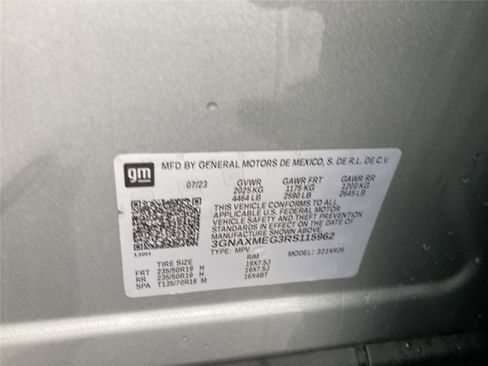 gm
MFD BY GENERAL MOTORS DE MEXICO, S. DE R.L. DE C.V.
07/23 GVWR GAWR FRT GAWR RR
2025 KG 1175 KG 1200 KG
4464 LB 2590 LB 2645 LB
THIS VEHICLE CONFORMS TO ALL
APPLICABLE U.S. FEDERAL MOTOR
VEHICLE SAFETY AND THEFT PREVENTION
STANDARDS IN EFFECT ON THE DATE
OF MANUFACTURE SHOWN ABOVE.
3GNAXMEG3RS115962
TYPE: MPV MODEL: 321XR26
TIRE SIZE RIM
FRT 235/50R19 H 19X7.5J
RR 235/50R19 H 19X7.5J
SPA T135/70R16 M 16X4BT